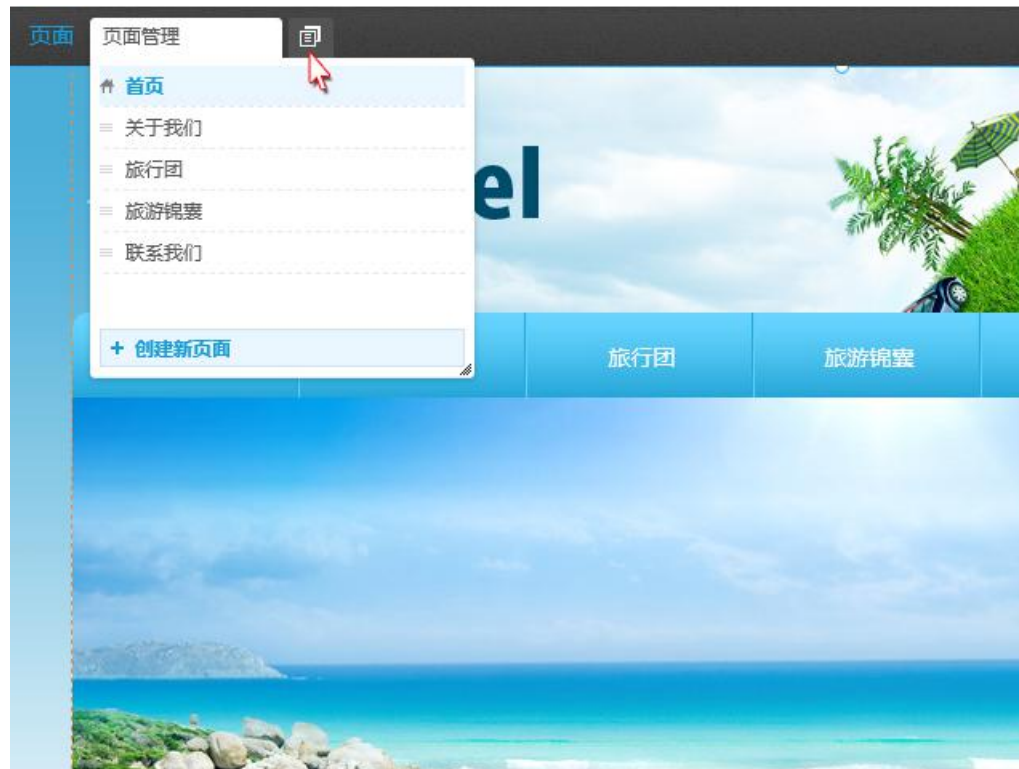 页面 页面管理
首页
关于我们
旅行团
旅游锦囊
联系我们
+ 创建新页面
el
旅行团 旅游锦囊